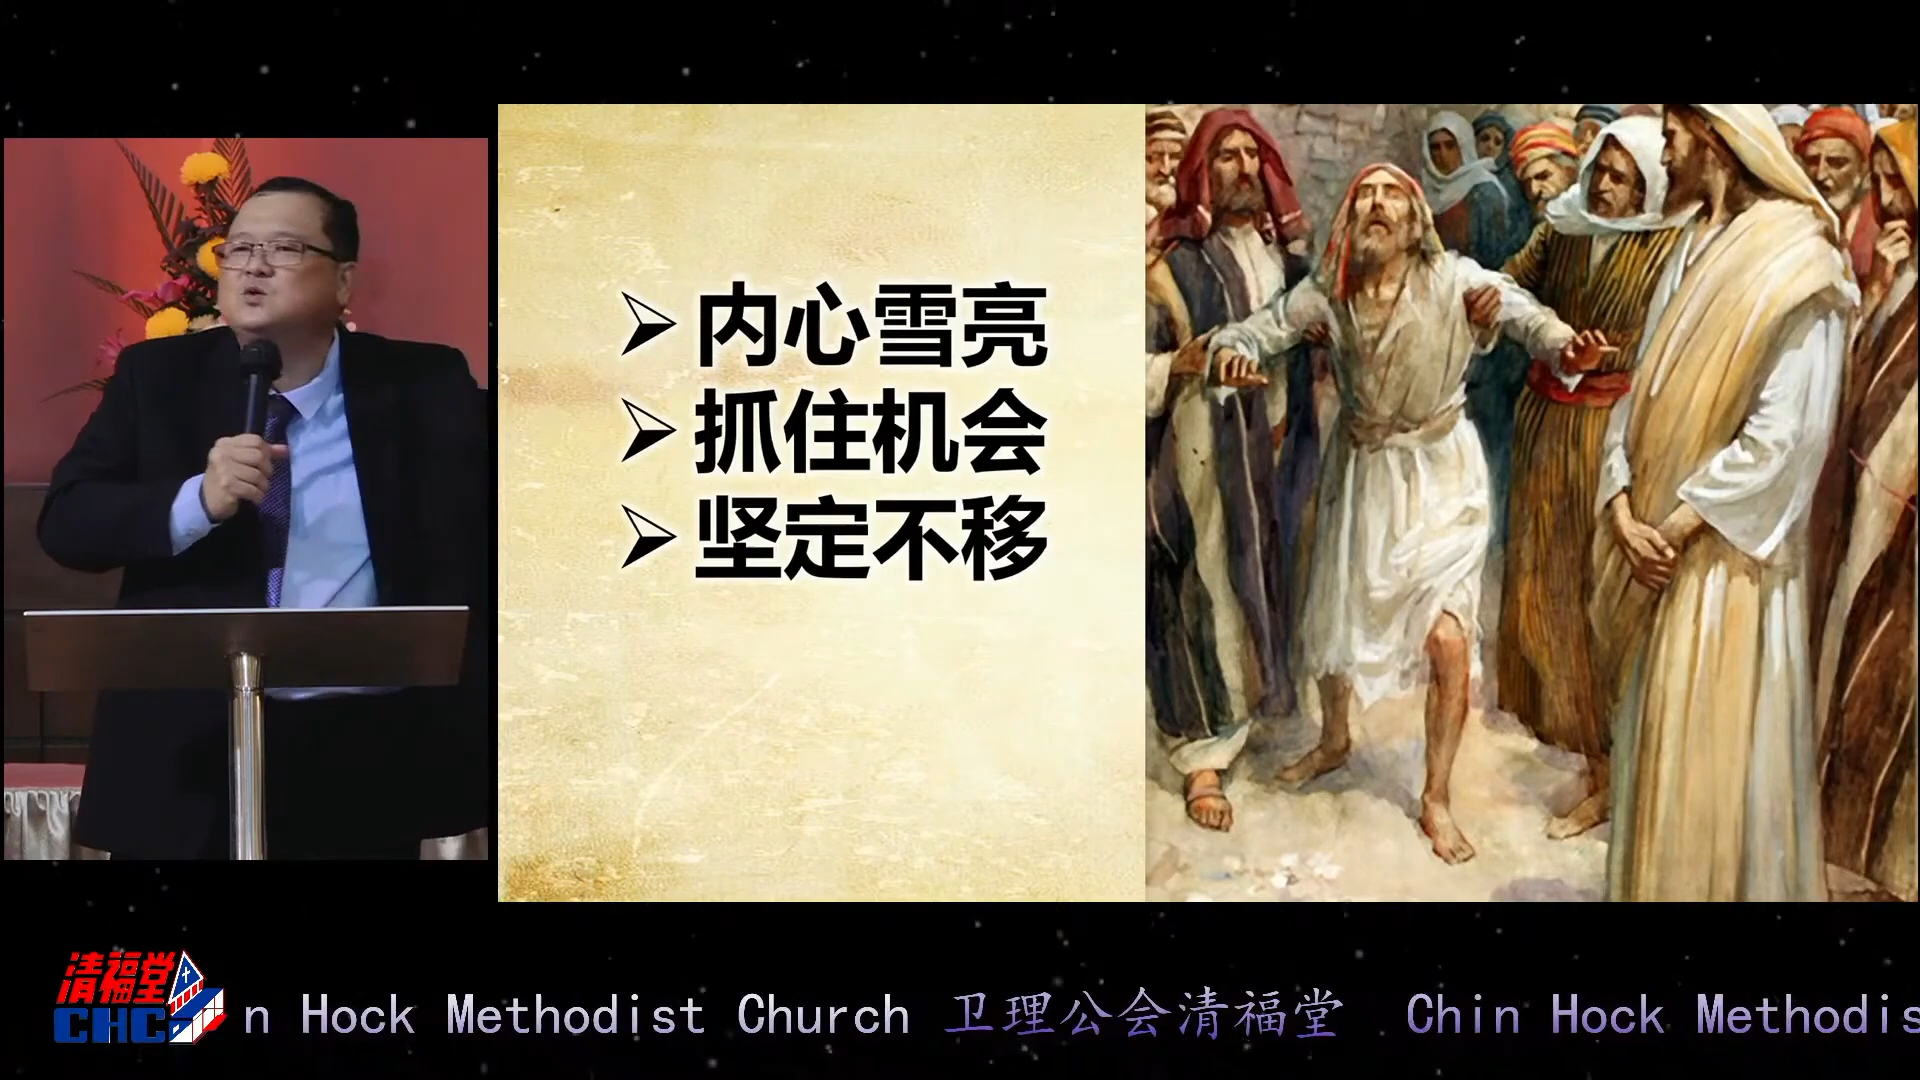 内心雪亮
抓住机会
坚定不移
清福堂
CHC
n Hock Methodist Church 卫理公会清福堂 Chin Hock Methodis